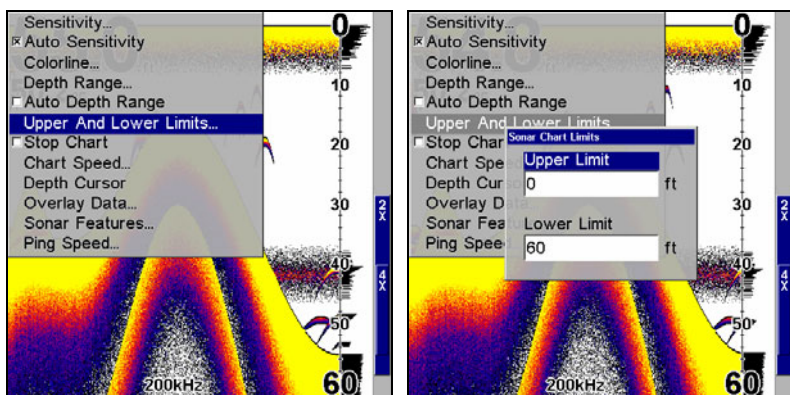 Sensitivity...
Auto Sensitivity
Colorline...
Depth Range...
Auto Depth Range
Upper And Lower Limits...
Stop Chart
Chart Speed...
Depth Cursor
Overlay Data...
Sonar Features...
Ping Speed...
0
10
20
30
40
50
60
2X
4X
200kHz
Sensitivity...
Auto Sensitivity
Colorline...
Depth Range...
Auto Depth Range
Upper And Lower Limits
Stop Char
Chart Spe
Depth Cur
Overlay D
Sonar Fea
Ping Speed
Sonar Chart Limits
Upper Limit
0 ft
Lower Limit
60 ft
0
10
20
30
40
50
60
2X
4X
200kHz